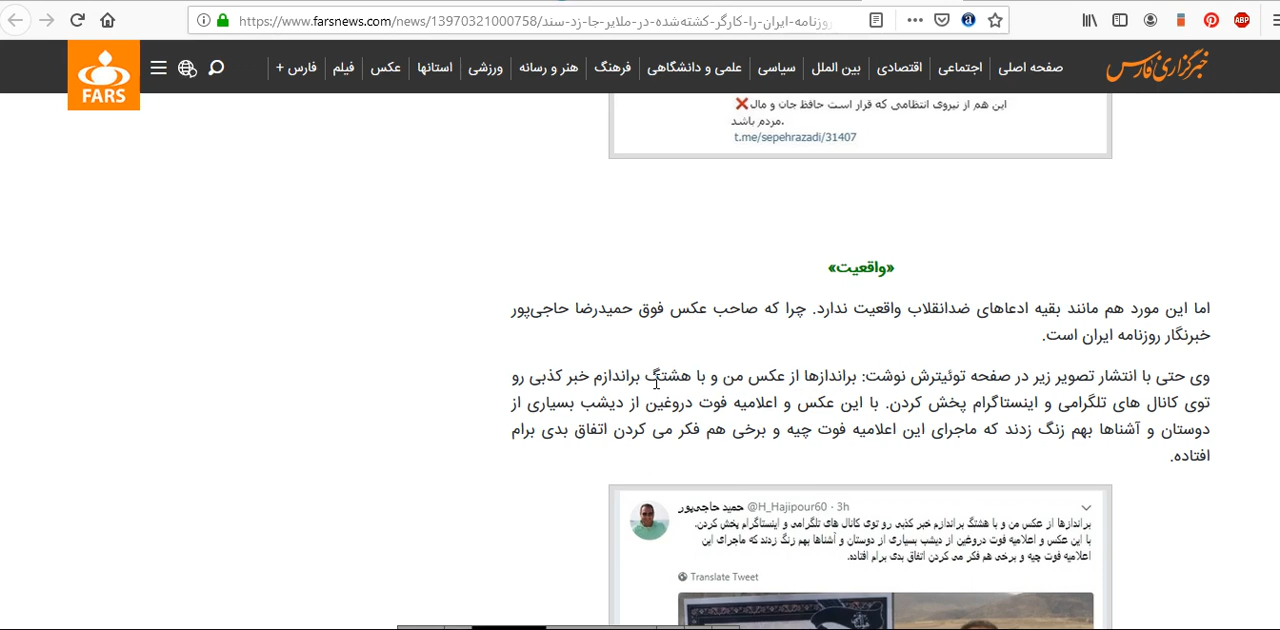 https://www.farsnews.com/news/13970321000758/روزنامه-ایران-را-کارگر-کشته‌شده-در-ملایر-جا-زد-سند
ABP
FARS
صفحه اصلی | اجتماعی | اقتصادی | بین الملل | سیاسی | علمی و دانشگاهی | فرهنگ | هنر و رسانه | ورزشی | استانها | عکس | فیلم | فارس +
خبرگزاری فارس
❌این هم از نیروی انتظامی که قرار است حافظ جان و مال
مردم باشد.
t.me/sepehrazadi/31407
«واقعیت»
اما این مورد هم مانند بقیه ادعاهای ضدانقلاب واقعیت ندارد. چرا که صاحب عکس فوق حمیدرضا حاجی‌پور
خبرنگار روزنامه ایران است.
وی حتی با انتشار تصویر زیر در صفحه توئیترش نوشت: براندازها از عکس من و با هشتگ براندازم خبر کذبی رو
توی کانال های تلگرامی و اینستاگرام پخش کردن. با این عکس و اعلامیه فوت دروغین از دیشب بسیاری از
دوستان و آشناها بهم زنگ زدند که ماجرای این اعلامیه فوت چیه و برخی هم فکر می کردن اتفاق بدی برام
افتاده.
حمید حاجی‌پور @H_Hajipour60 · 3h
براندازها از عکس من و با هشتگ براندازم خبر کذبی رو توی کانال های تلگرامی و اینستاگرام پخش کردن.
با این عکس و اعلامیه فوت دروغین از دیشب بسیاری از دوستان و آشناها بهم زنگ زدند که ماجرای این
اعلامیه فوت چیه و برخی هم فکر می کردن اتفاق بدی برام افتاده.
Translate Tweet